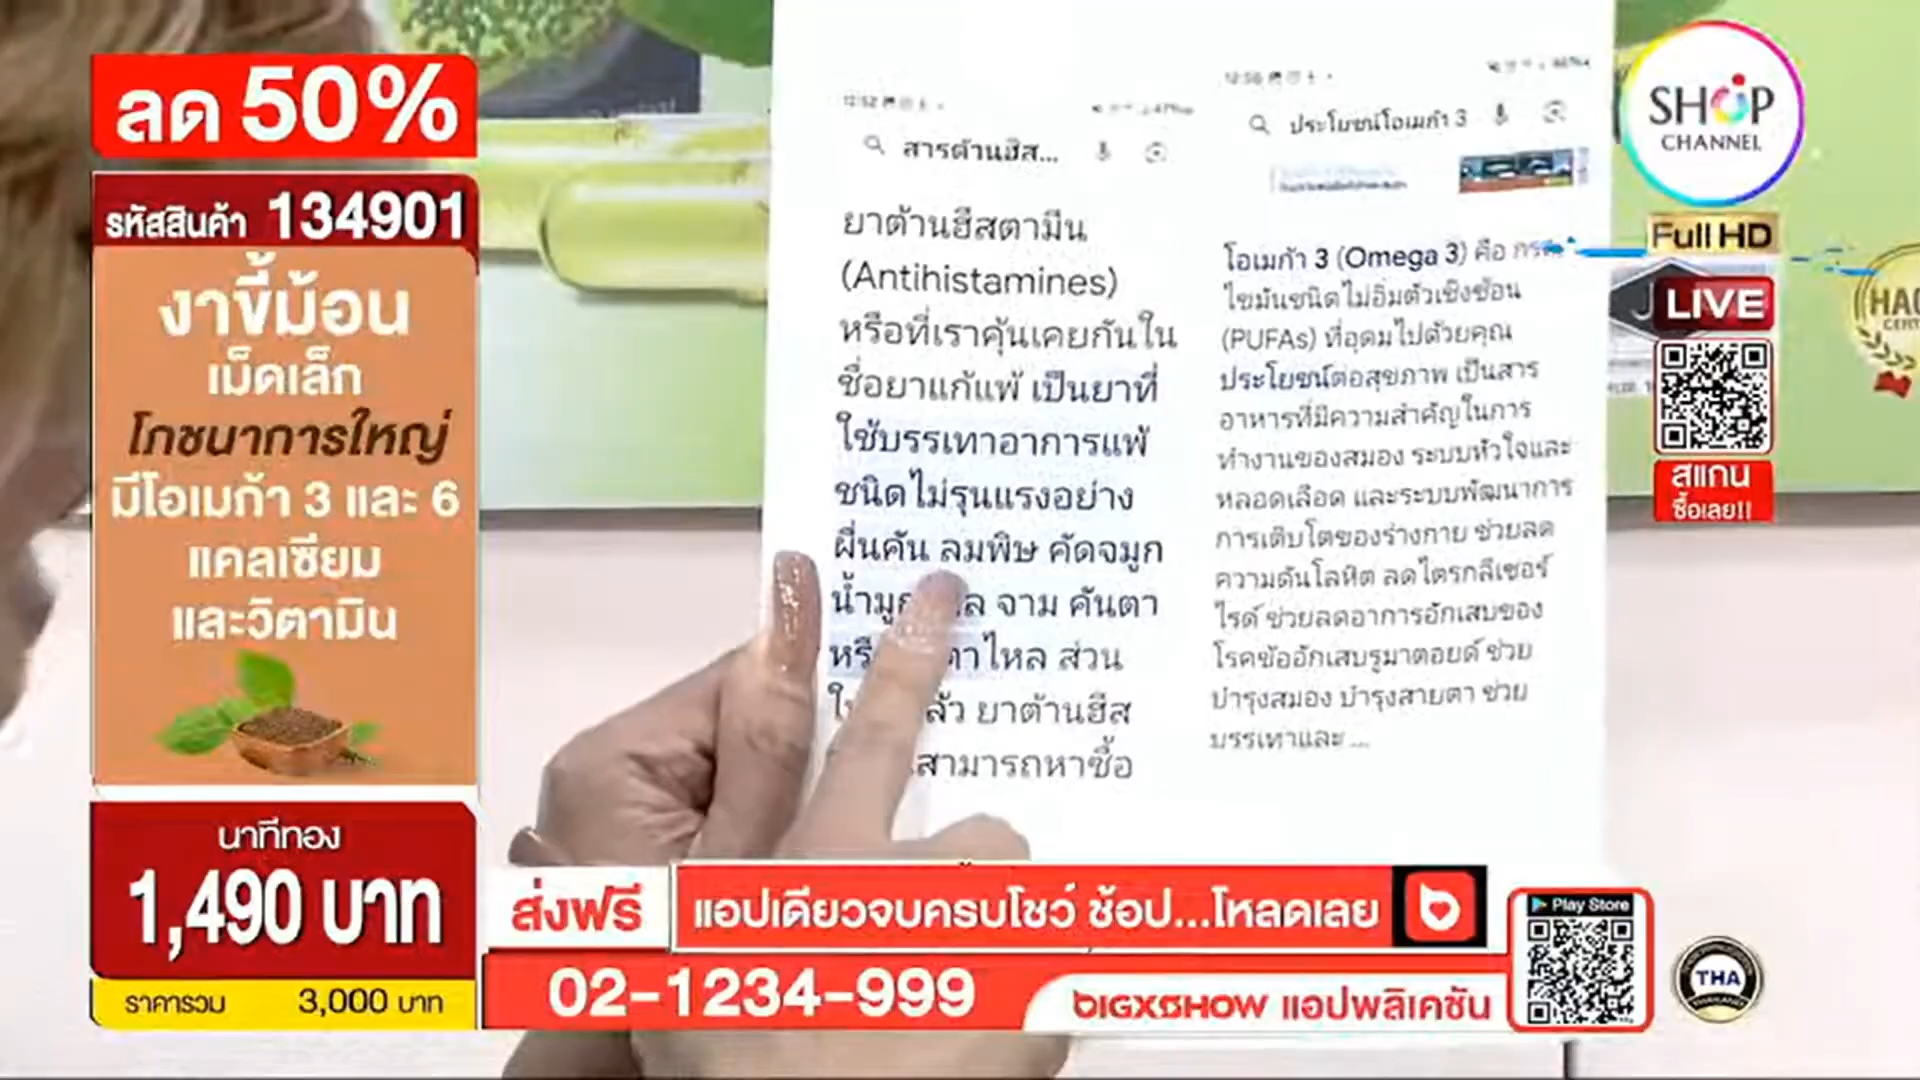 ลด 50%
รหัสสินค้า 134901
งาขี้ม้อน
เม็ดเล็ก
โภชนาการใหญ่
มีโอเมก้า 3 และ 6
แคลเซียม
และวิตามิน
นาทีทอง
1,490 บาท
ราคารวม 3,000 บาท
12:52
สารต้านฮิส...
ยาต้านฮีสตามีน
(Antihistamines)
หรือที่เราคุ้นเคยกันใน
ชื่อยาแก้แพ้ เป็นยาที่
ใช้บรรเทาอาการแพ้
ชนิดไม่รุนแรงอย่าง
ผื่นคัน ลมพิษ คัดจมูก
น้ำมูก ล จาม คันตา
หรื ตาไหล ส่วน
ล้ว ยาต้านฮีส
สามารถหาซื้อ
ประโยชน์โอเมก้า 3
โอเมก้า 3 (Omega 3) คือ กรด
ไขมันชนิดไม่อิ่มตัวเชิงซ้อน
(PUFAs) ที่อุดมไปด้วยคุณ
ประโยชน์ต่อสุขภาพ เป็นสาร
อาหารที่มีความสำคัญในการ
ทำงานของสมอง ระบบหัวใจและ
หลอดเลือด และระบบพัฒนาการ
การเติบโตของร่างกาย ช่วยลด
ความดันโลหิต ลดไตรกลีเซอร์
ไรด์ ช่วยลดอาการอักเสบของ
โรคข้ออักเสบรูมาตอยด์ ช่วย
บำรุงสมอง บำรุงสายตา ช่วย
บรรเทาและ ...
SHOP
CHANNEL
Full HD
LIVE
สแกน
ซื้อเลย!!
HAC
CERT
ส่งฟรี
แอปเดียวจบครบโชว์ ช้อป...โหลดเลย
02-1234-999
BIGXSHOW แอปพลิเคชัน
Play Store
THA